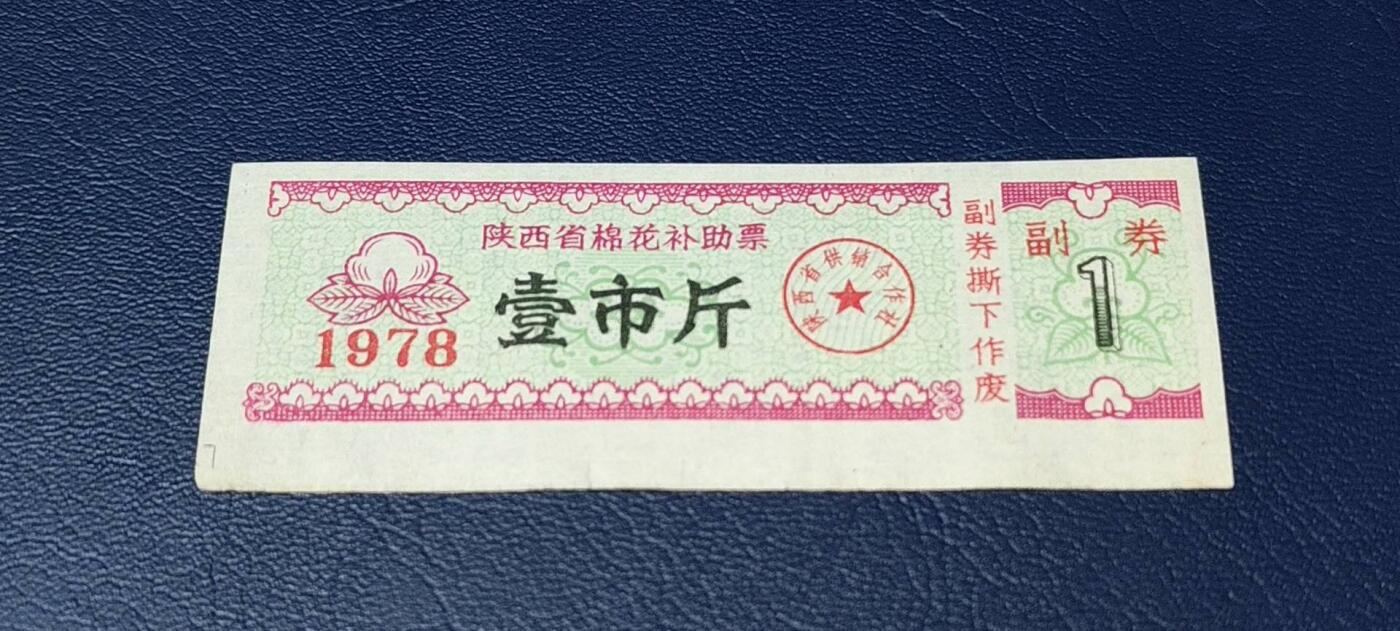 陕西省棉花补助票
壹市斤
1978
陕西省供销合作社
副券撕下作废
副券
1